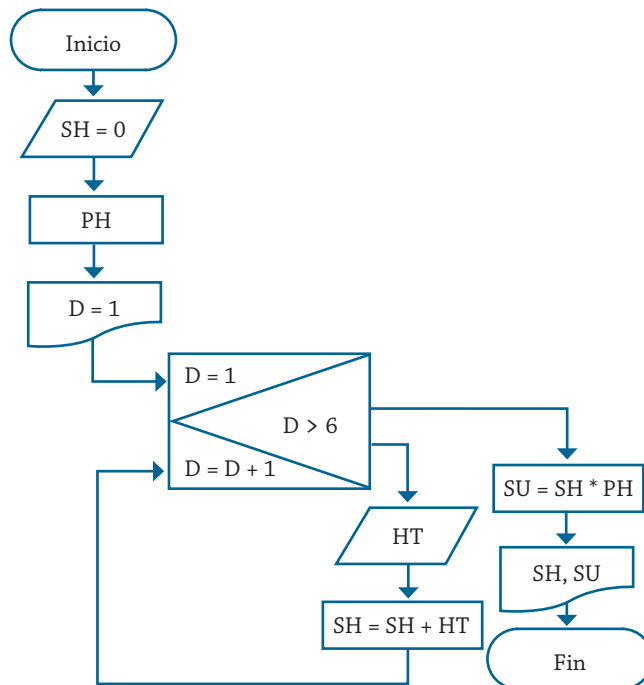 Inicio
SH = 0
PH
D = 1
D = 1
D > 6
D = D + 1
SU = SH * PH
HT
SH, SU
SH = SH + HT
Fin